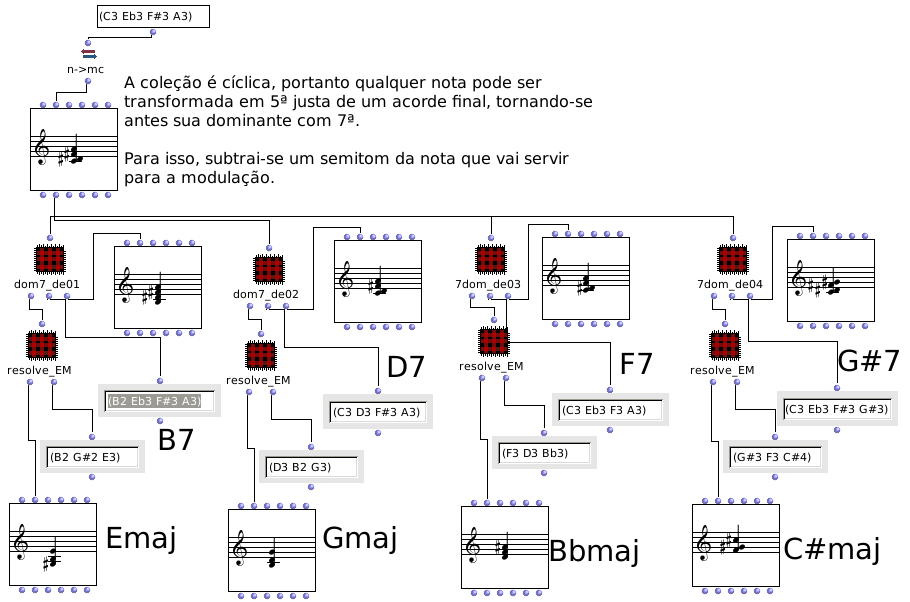 (C3 Eb3 F#3 A3)
n->mc
A coleção é cíclica, portanto qualquer nota pode ser
transformada em 5ª justa de um acorde final, tornando-se
antes sua dominante com 7ª.
Para isso, subtrai-se um semitom da nota que vai servir
para a modulação.
dom7_de01
dom7_de02
7dom_de03
7dom_de04
resolve_EM
resolve_EM
resolve_EM
resolve_EM
D7
F7
G#7
(B2 Eb3 F#3 A3)
(C3 D3 F#3 A3)
(C3 Eb3 F3 A3)
(C3 Eb3 F#3 G#3)
B7
(B2 G#2 E3)
(D3 B2 G3)
(F3 D3 Bb3)
(G#3 F3 C#4)
Emaj
Gmaj
Bbmaj
C#maj